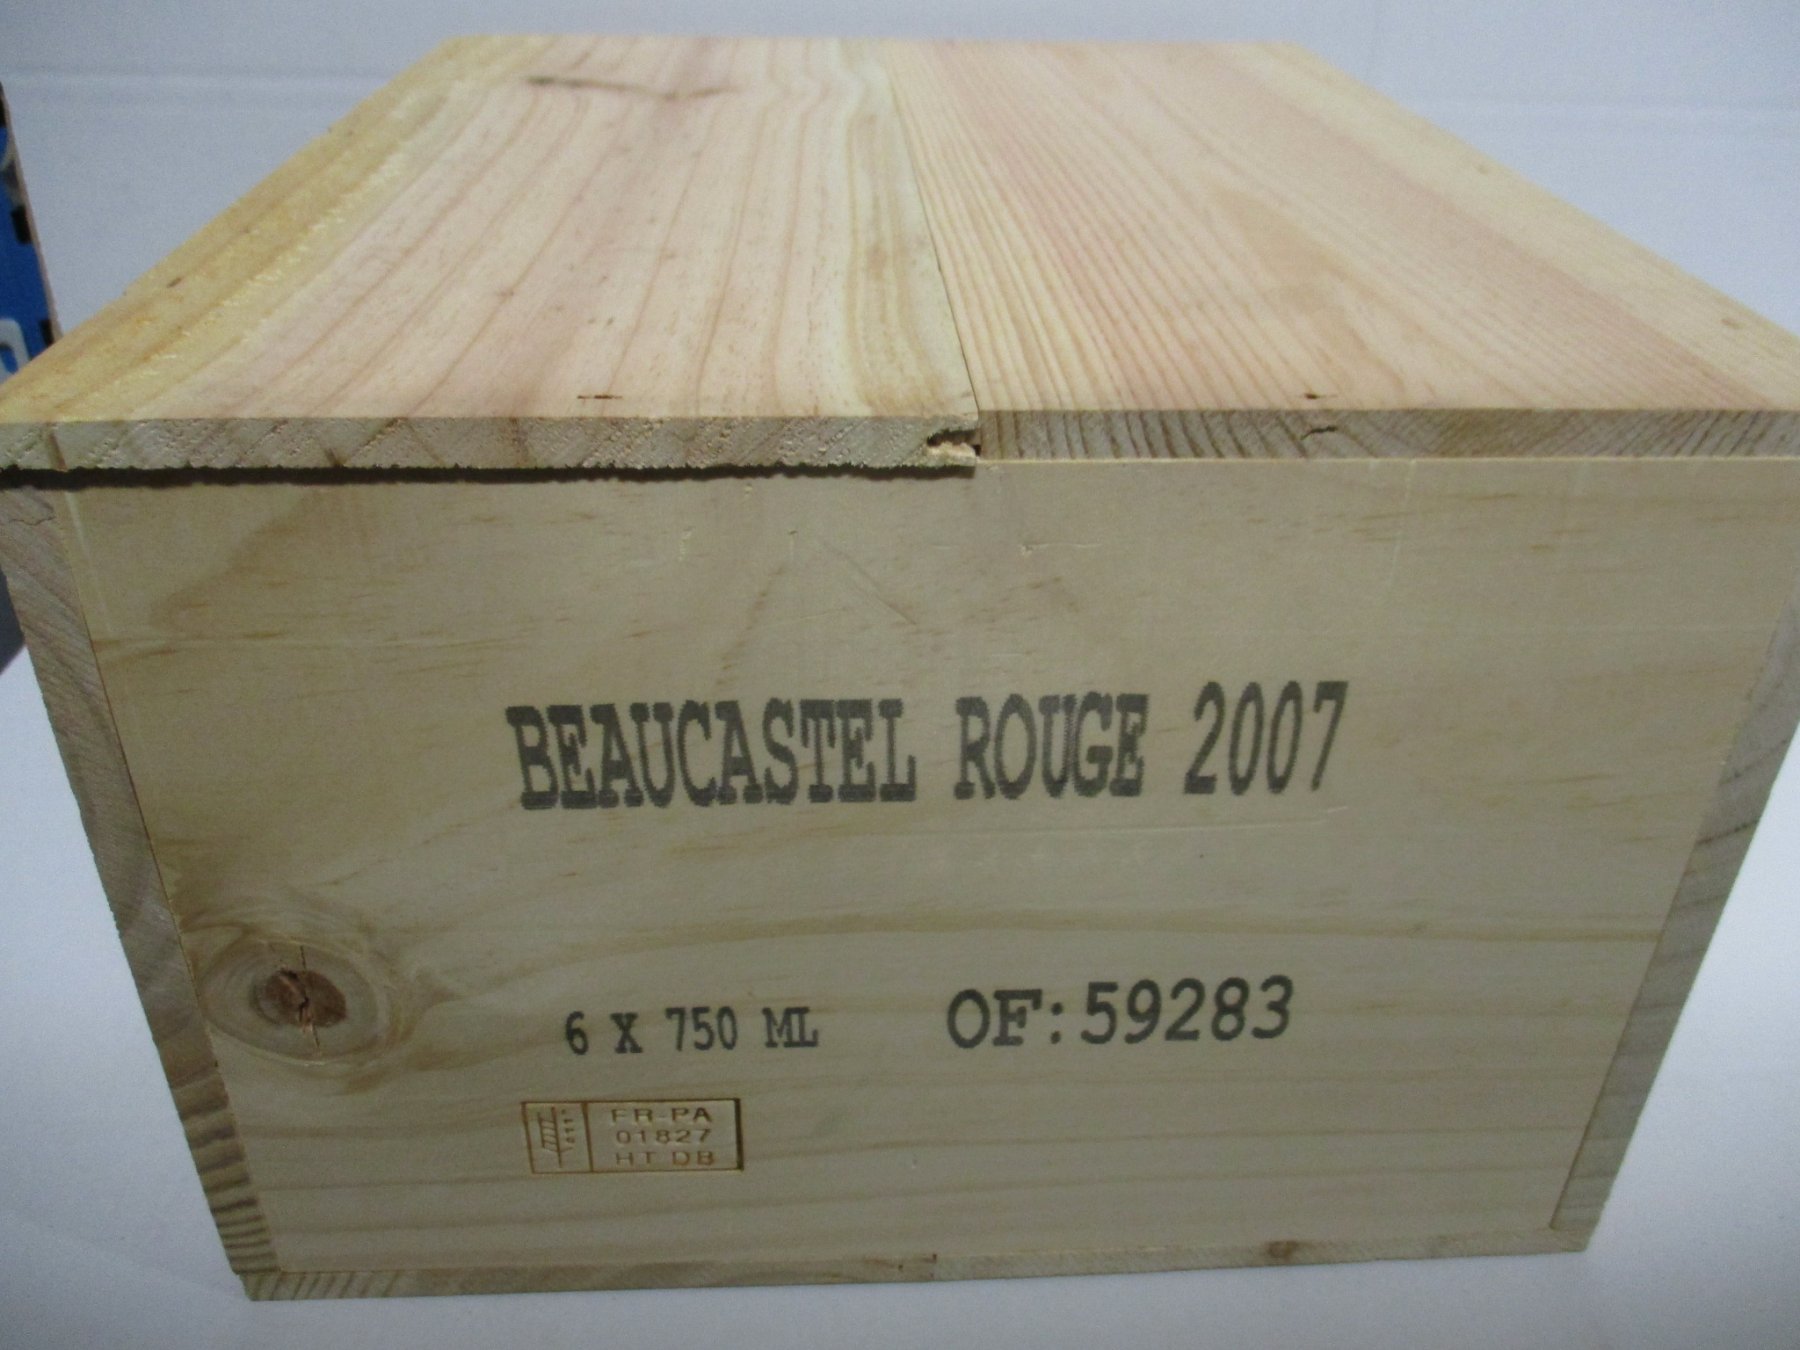 BEAUCASTEL ROUGE 2007
6 X 750 ML OF:59283
FR-PA
01827
HT DB